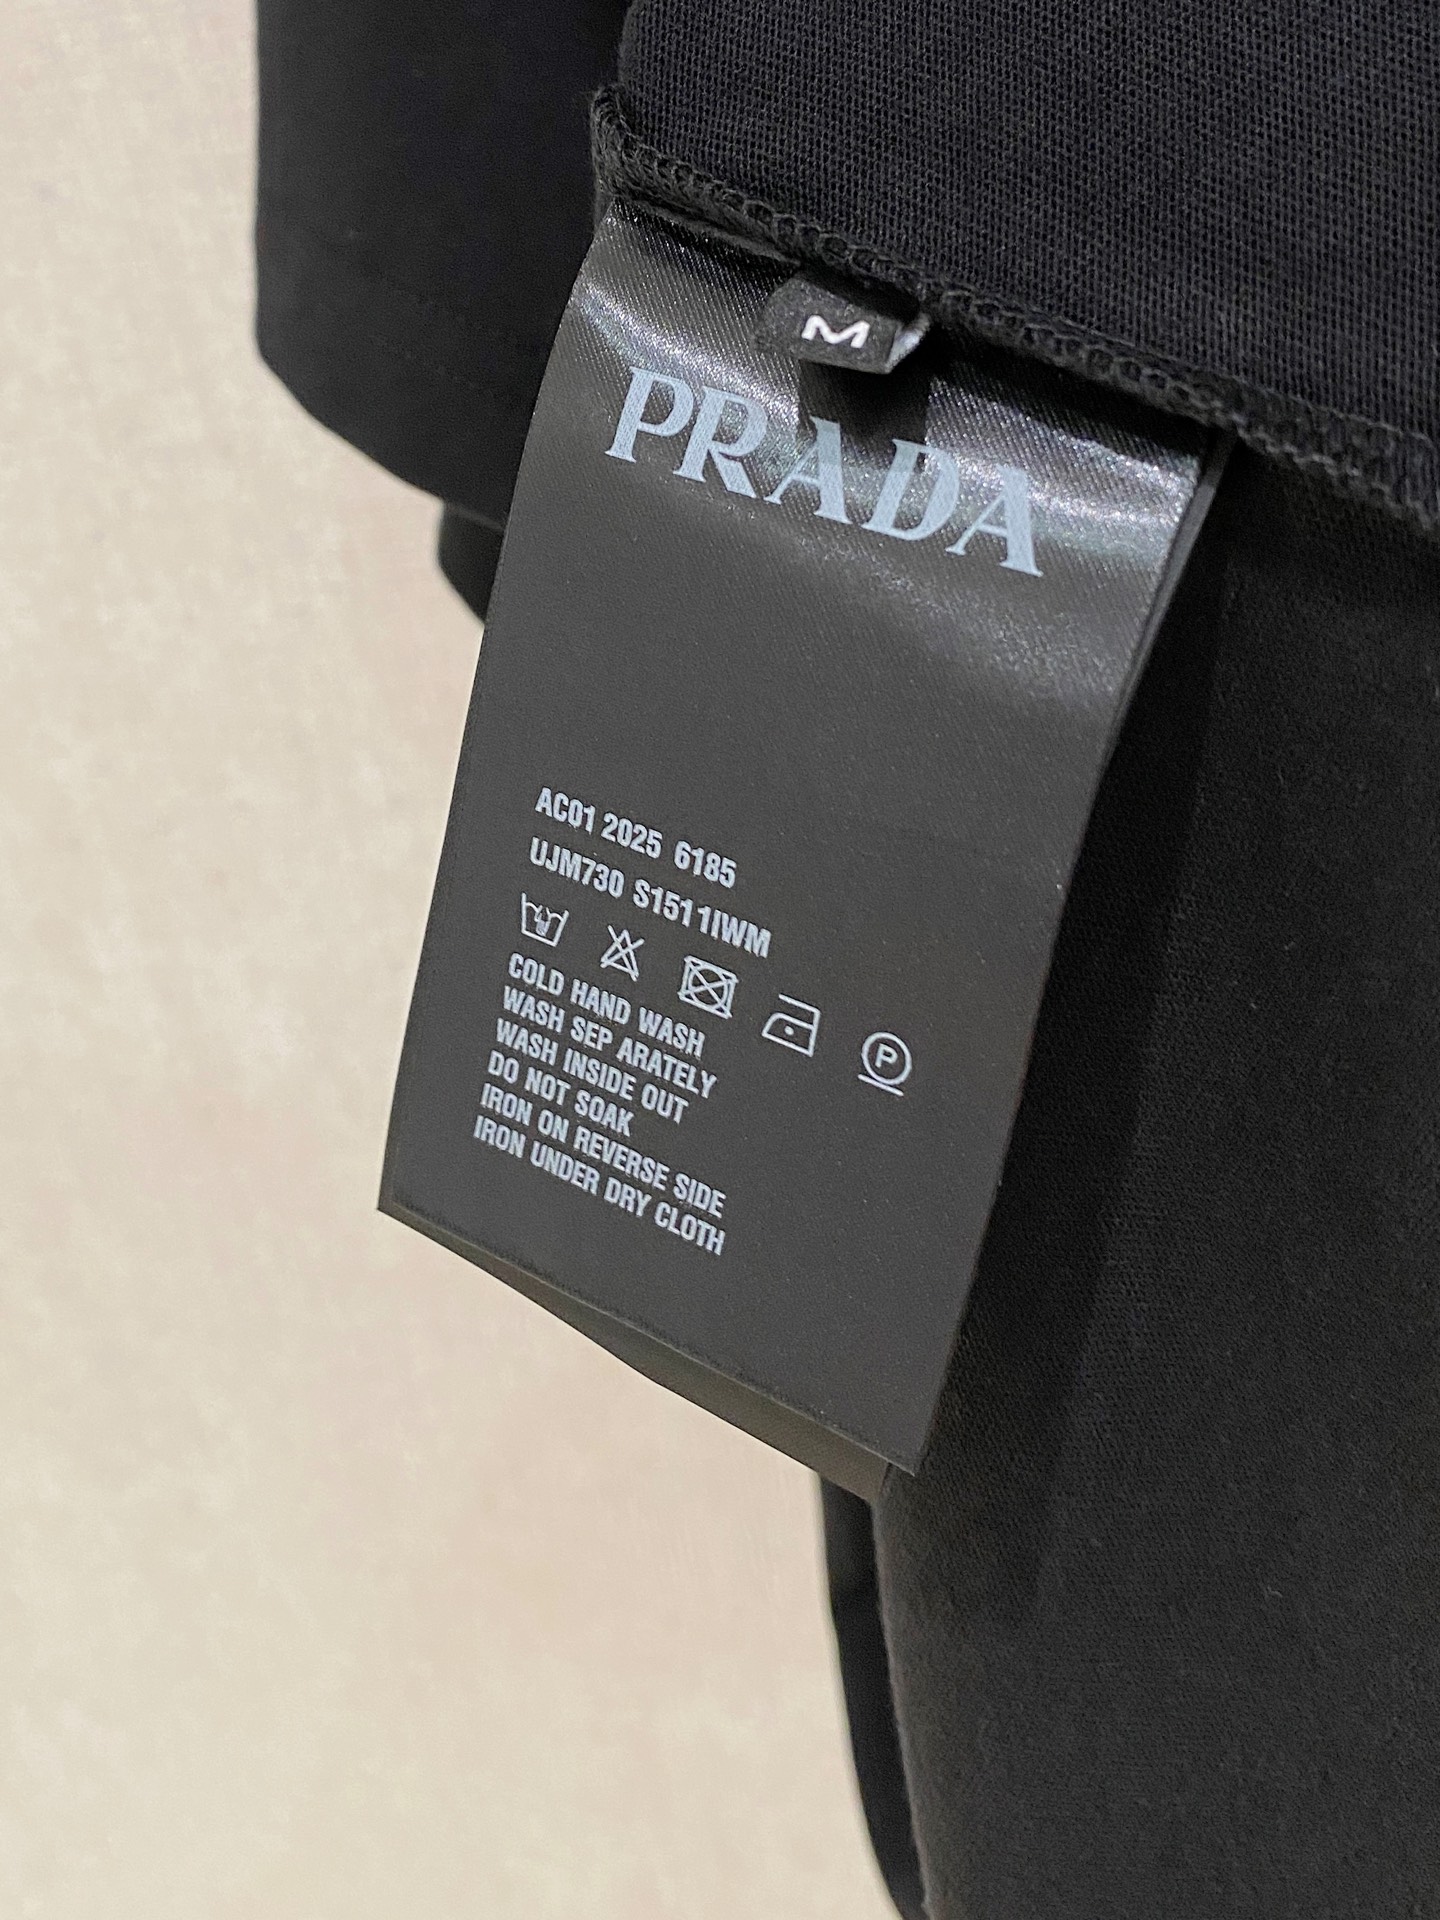 M
PRADA
AC01 2025 6185
UJM730 S1511IWM
P
COLD HAND WASH
WASH SEP ARATELY
WASH INSIDE OUT
DO NOT SOAK
IRON ON REVERSE SIDE
IRON UNDER DRY CLOTH